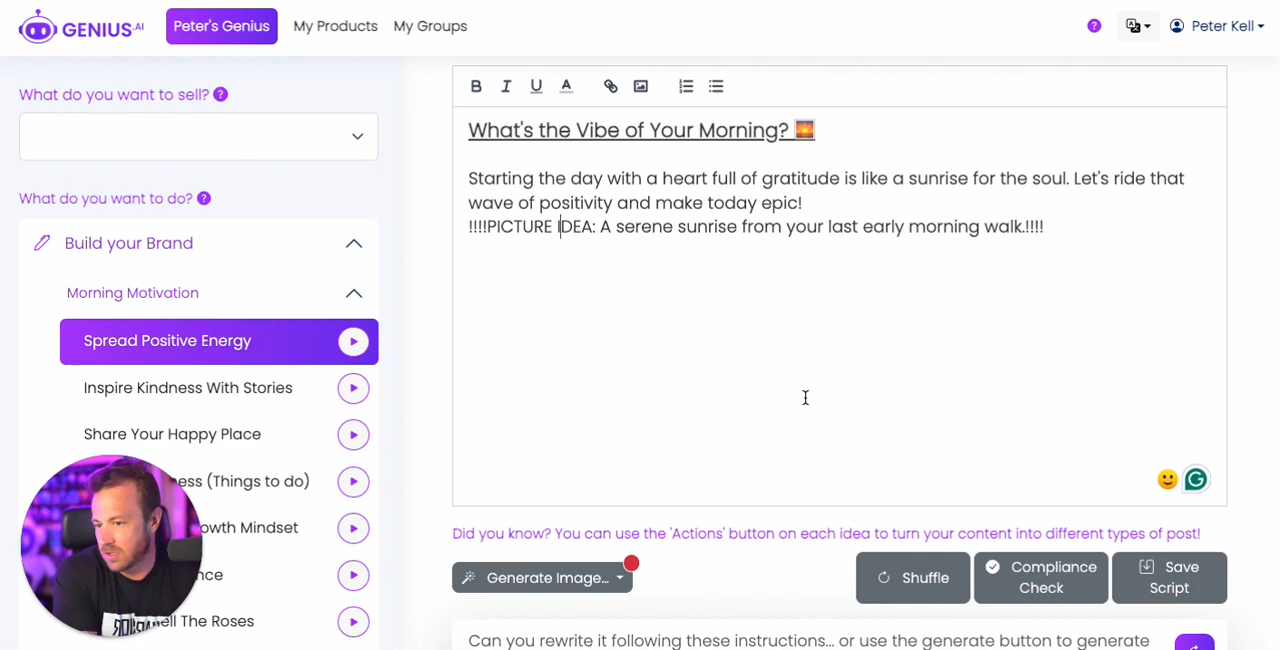 GENIUS.AI
Peter's Genius
My Products
My Groups
Peter Kell
What do you want to sell?
What do you want to do?
Build your Brand
Morning Motivation
Spread Positive Energy
Inspire Kindness With Stories
Share Your Happy Place
ess (Things to do)
owth Mindset
nce
ell The Roses
What's the Vibe of Your Morning? 🌅
Starting the day with a heart full of gratitude is like a sunrise for the soul. Let's ride that
wave of positivity and make today epic!
!!!!PICTURE IDEA: A serene sunrise from your last early morning walk.!!!!
Did you know? You can use the 'Actions' button on each idea to turn your content into different types of post!
Generate Image...
Shuffle
Compliance
Check
Save
Script
Can you rewrite it following these instructions... or use the generate button to generate